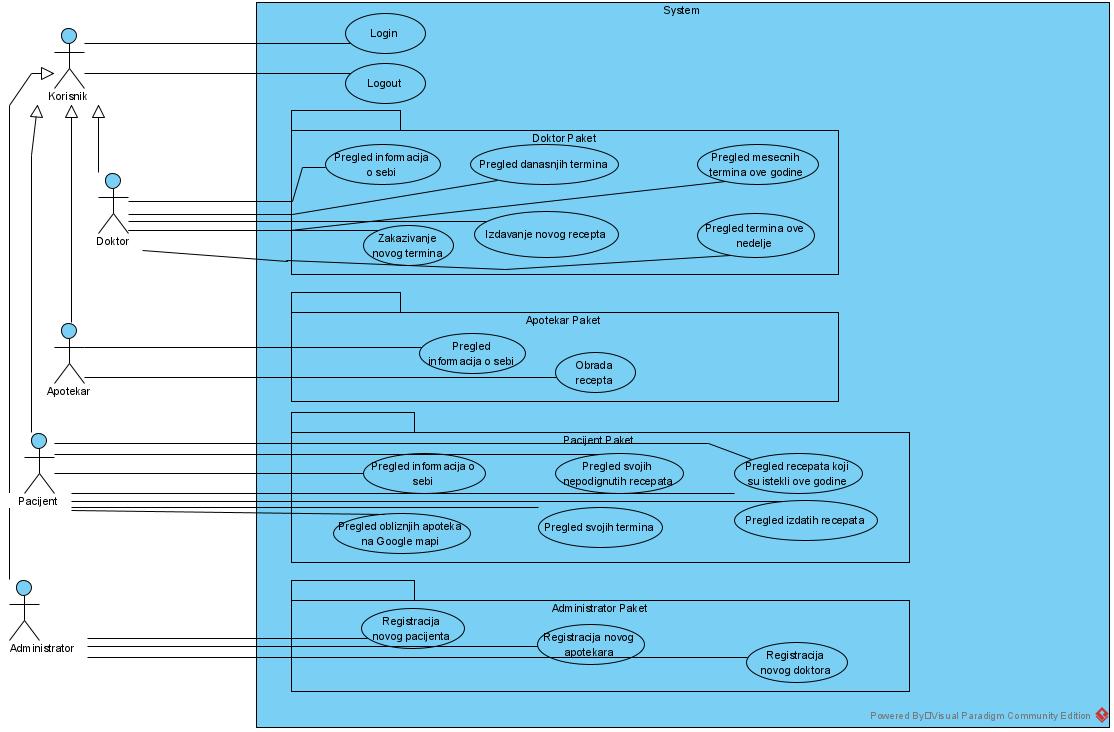 System
Login
Logout
Korisnik
Doktor Paket
Pregled informacija
o sebi
Pregled danasnjih termina
Pregled mesecnih
termina ove godine
Zakazivanje
novog termina
Izdavanje novog recepta
Pregled termina ove
nedelje
Doktor
Apotekar Paket
Pregled
informacija o sebi
Obrada
recepta
Apotekar
Pacijent Paket
Pregled informacija o
sebi
Pregled svojih
nepodignutih recepata
Pregled recepata koji
su istekli ove godine
Pregled obliznjih apoteka
na Google mapi
Pregled svojih termina
Pregled izdatih recepata
Pacijent
Administrator Paket
Registracija
novog pacijenta
Registracija novog
apotekara
Registracija
novog doktora
Administrator
Powered By Visual Paradigm Community Edition